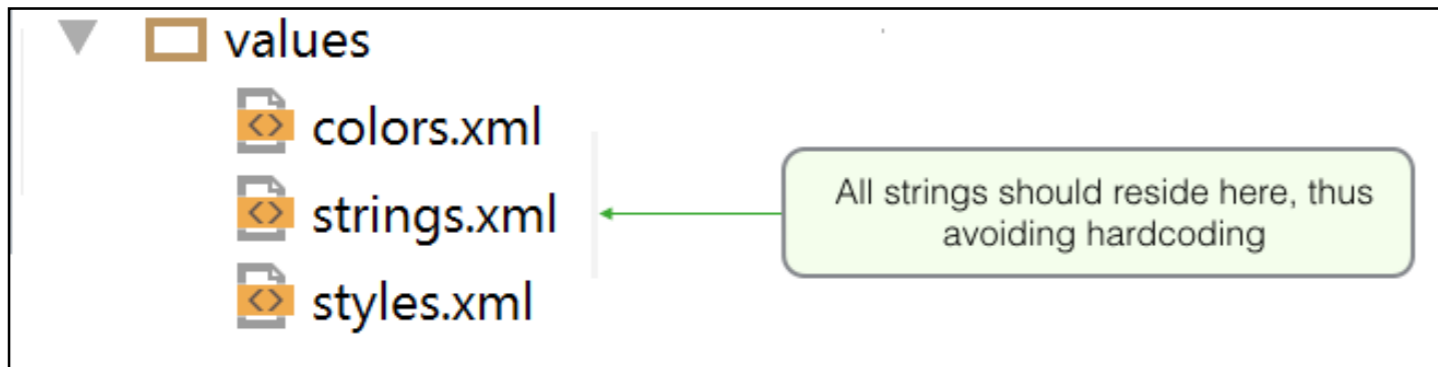 values
colors.xml
strings.xml
All strings should reside here, thus
avoiding hardcoding
styles.xml